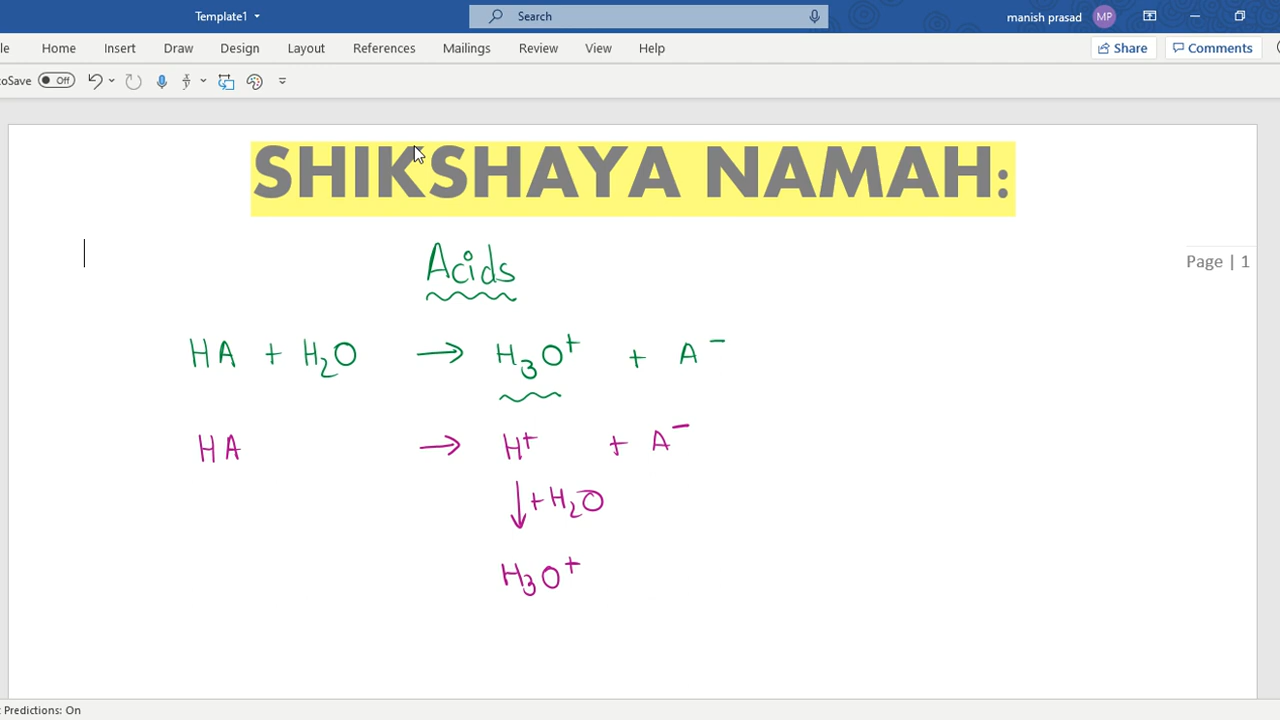 Template1
Search
manish prasad MP
le Home Insert Draw Design Layout References Mailings Review View Help Share Comments
oSave Off
SHIKSHAYA NAMAH:
Page | 1
Acids
HA + H₂O → H₃O⁺ + A⁻
HA → H⁺ + A⁻
↓ +H₂O
H₃O⁺
: Predictions: On